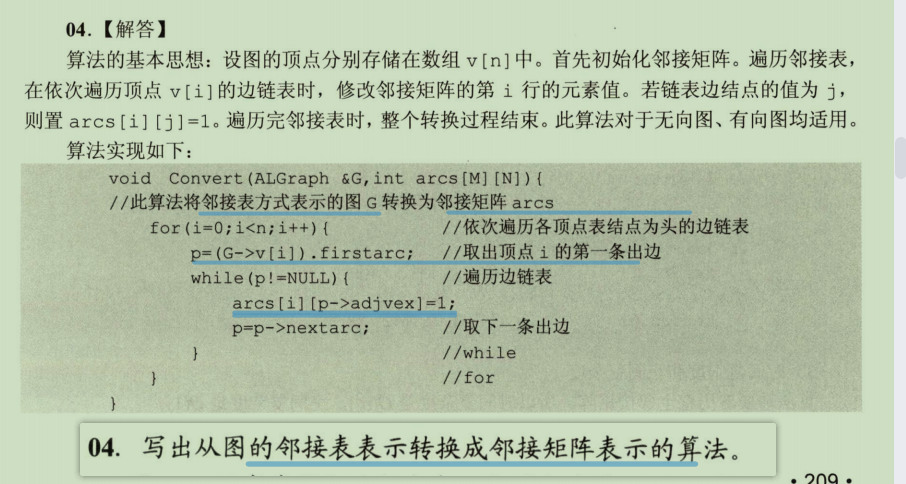 04.【解答】
算法的基本思想：设图的顶点分别存储在数组 v[n]中。首先初始化邻接矩阵。遍历邻接表，
在依次遍历顶点 v[i]的边链表时，修改邻接矩阵的第 i 行的元素值。若链表边结点的值为 j，
则置 arcs[i][j]=1。遍历完邻接表时，整个转换过程结束。此算法对于无向图、有向图均适用。
算法实现如下：
void Convert(ALGraph &G,int arcs[M][N]){
//此算法将邻接表方式表示的图 G 转换为邻接矩阵 arcs
for(i=0;i<n;i++){ //依次遍历各顶点表结点为头的边链表
p=(G->v[i]).firstarc; //取出顶点 i 的第一条出边
while(p!=NULL){ //遍历边链表
arcs[i][p->adjvex]=1;
p=p->nextarc; //取下一条出边
} //while
} //for
}
04. 写出从图的邻接表表示转换成邻接矩阵表示的算法。
• 209 •